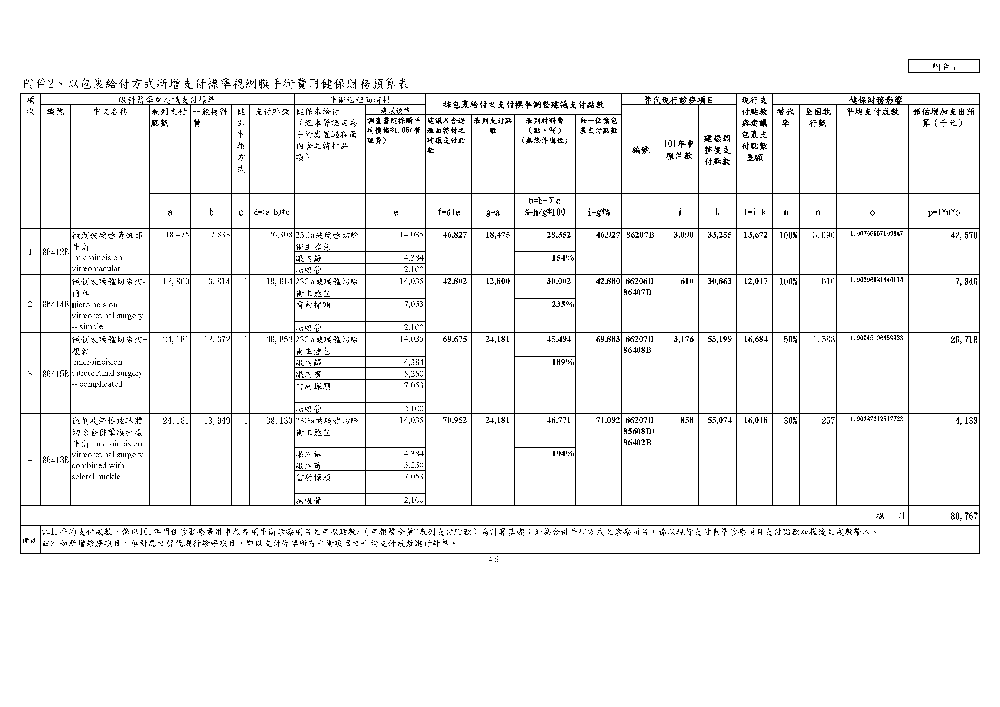 附件7
附件2、以包裹給付方式新增支付標準視網膜手術費用健保財務預算表
項次
眼科醫學會建議支付標準
手術過程面特材
採包裹給付之支付標準調整建議支付點數
替代現行診療項目
現行支付點數與建議包裹支付點數差額
健保財務影響
編號
中文名稱
表列支付點數
一般材料費
健保申報方式
支付點數
健保未給付(經本署認定為手術處置過程面內含之特材品項)
建議價格
調查醫院採購平均價格*1.05(管理費)
建議內含過程面特材之建議支付點數
表列支付點數
表列材料費(點、%)(無條件進位)
每一個案包裹支付點數
編號
101年申報件數
建議調整後支付點數
替代率
全國執行數
平均支付成數
預估增加支出預算(千元)
a b c d=(a+b)*c e f=d+e g=a h=b+Σe %=h/g*100 i=g*% j k l=i-k m n o p=l*n*o
1 86412B 微創玻璃體黃斑部手術 microincision vitreomacular 18,475 7,833 1 26,308 23Ga玻璃體切除術主體包 14,035 46,827 18,475 28,352 46,927 86207B 3,090 33,255 13,672 100% 3,090 1.00766657109847 42,570
眼內鑷 4,384 154%
抽吸管 2,100
2 86414B 微創玻璃體切除術-簡單 microincision vitreoretinal surgery -- simple 12,800 6,814 1 19,614 23Ga玻璃體切除術主體包 14,035 42,802 12,800 30,002 42,880 86206B+86407B 610 30,863 12,017 100% 610 1.00206681440114 7,346
雷射探頭 7,053 235%
抽吸管 2,100
3 86415B 微創玻璃體切除術-複雜 microincision vitreoretinal surgery -- complicated 24,181 12,672 1 36,853 23Ga玻璃體切除術主體包 14,035 69,675 24,181 45,494 69,883 86207B+86408B 3,176 53,199 16,684 50% 1,588 1.00845196459938 26,718
眼內鑷 4,384 189%
眼內剪 5,250
雷射探頭 7,053
抽吸管 2,100
4 86413B 微創複雜性玻璃體切除合併鞏膜扣環手術 microincision vitreoretinal surgery combined with scleral buckle 24,181 13,949 1 38,130 23Ga玻璃體切除術主體包 14,035 70,952 24,181 46,771 71,092 86207B+85608B+86402B 858 55,074 16,018 30% 257 1.00387212517723 4,133
眼內鑷 4,384 194%
眼內剪 5,250
雷射探頭 7,053
抽吸管 2,100
總 計 80,767
備註
註1.平均支付成數，係以101年門住診醫療費用申報各項手術診療項目之申報點數/（申報醫令量*表列支付點數）為計算基礎；如為合併手術方式之診療項目，係以現行支付表準診療項目支付點數加權後之成數帶入。
註2.如新增診療項目，無對應之替代現行診療項目，即以支付標準所有手術項目之平均支付成數進行計算。
4-6